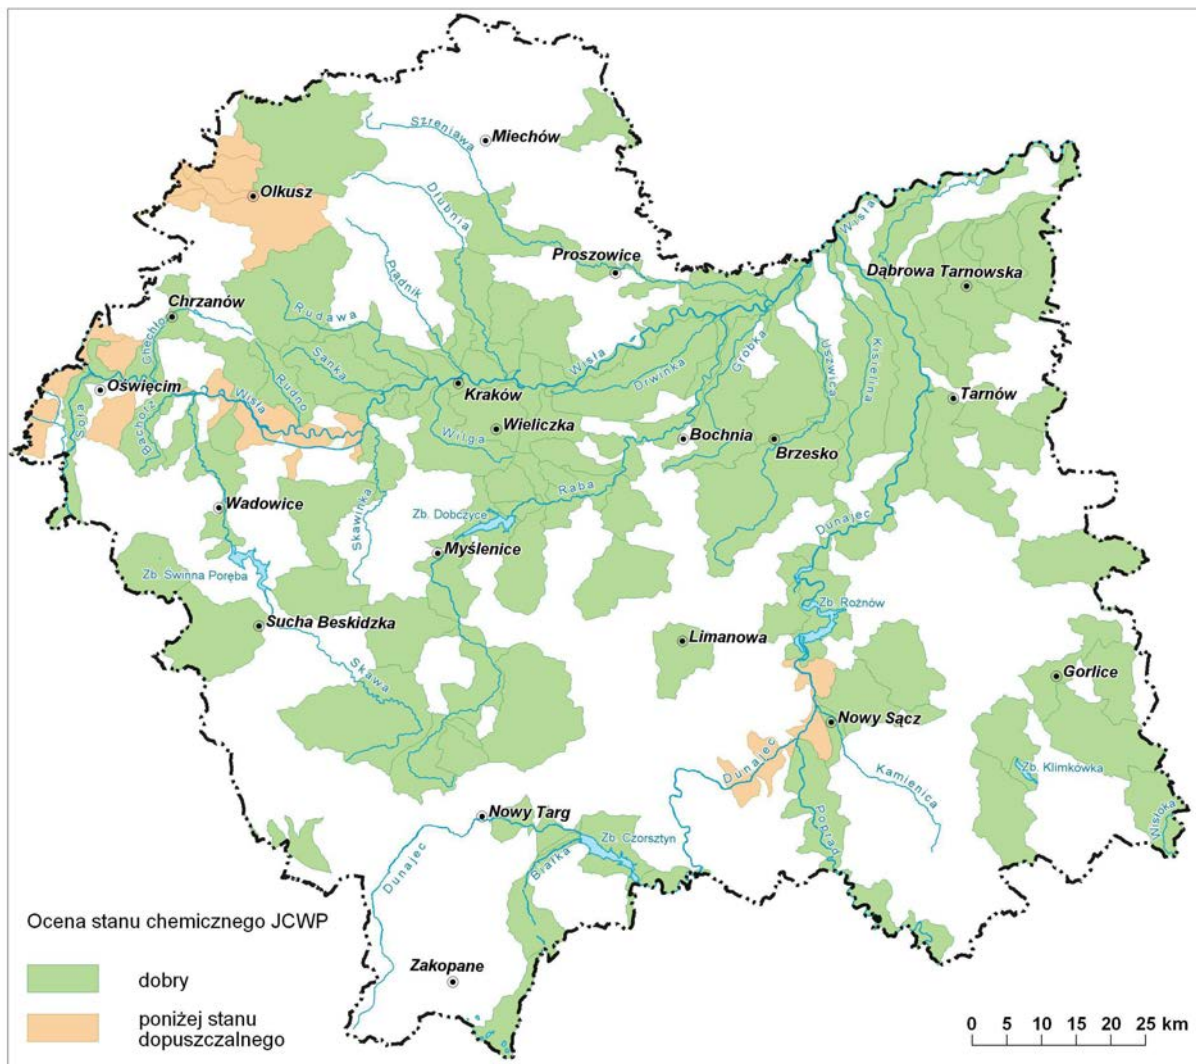 Szreniawa
Miechów
Olkusz
Dłubnia
Wisła
Prądnik
Proszowice
Dąbrowa Tarnowska
Chrzanów
Rudawa
Chechło
Sanka
Wisła
Drwinka
Gróbka
Uszwica
Kisielina
Oświęcim
Rudno
Wisła
Kraków
Tarnów
Soła
Bachorz
Wilga
Wieliczka
Bochnia
Brzesko
Wadowice
Skawinka
Raba
Zb. Dobczyce
Dunajec
Myślenice
Zb. Świnna Poręba
Zb. Rożnów
Sucha Beskidzka
Limanowa
Skawa
Gorlice
Nowy Sącz
Dunajec
Kamienica
Zb. Klimkówka
Poprad
Wisłoka
Nowy Targ
Zb. Czorsztyn
Dunajec
Białka
Ocena stanu chemicznego JCWP
dobry
Zakopane
poniżej stanu
dopuszczalnego
0 5 10 15 20 25 km